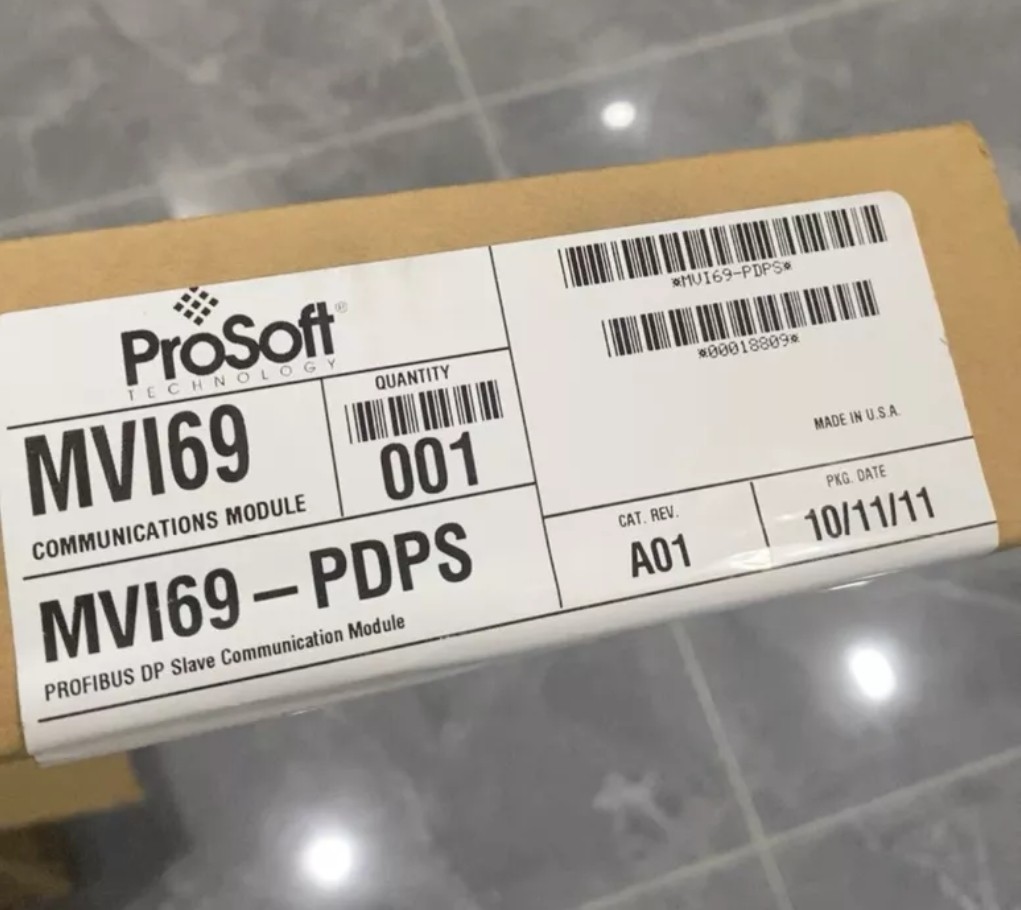 ProSoft®
TECHNOLOGY
MVI69
COMMUNICATIONS MODULE
QUANTITY
001
MVI69-PDPS
PROFIBUS DP Slave Communication Module
*MVI69-PDPS*
*00018809*
MADE IN U.S.A.
CAT. REV.
A01
PKG. DATE
10/11/11